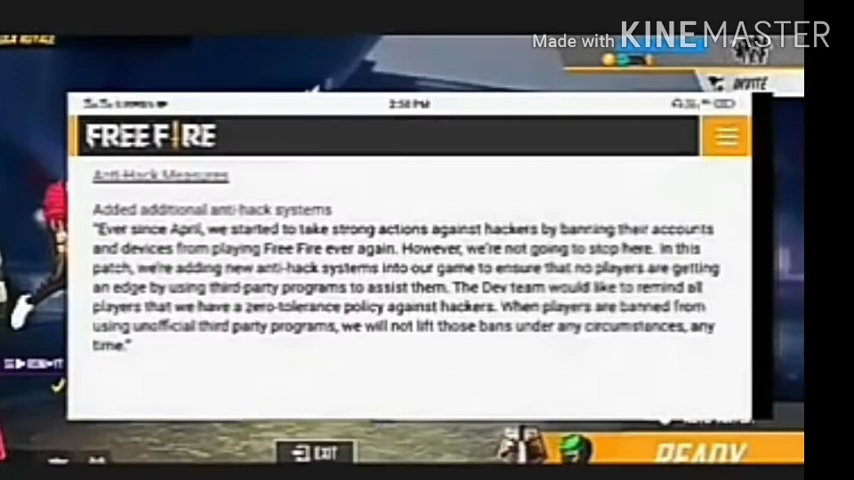 Made with KINEMASTER
INVITE
2:58 PM
FREE FIRE
Anti-Hack Measures
Added additional anti-hack systems
"Ever since April, we started to take strong actions against hackers by banning their accounts
and devices from playing Free Fire ever again. However, we're not going to stop here. In this
patch, we're adding new anti-hack systems into our game to ensure that no players are getting
an edge by using third-party programs to assist them. The Dev team would like to remind all
players that we have a zero-tolerance policy against hackers. When players are banned from
using unofficial third party programs, we will not lift those bans under any circumstances, any
time."
EXIT
READY